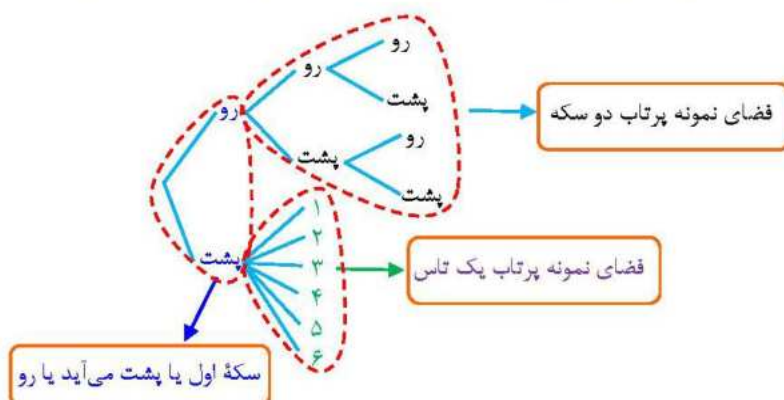 رو
رو
رو
پشت
فضای نمونه پرتاب دو سکه
رو
پشت
پشت
پشت
۱
۲
۳
۴
۵
۶
فضای نمونه پرتاب یک تاس
سکهٔ اول یا پشت می‌آید یا رو